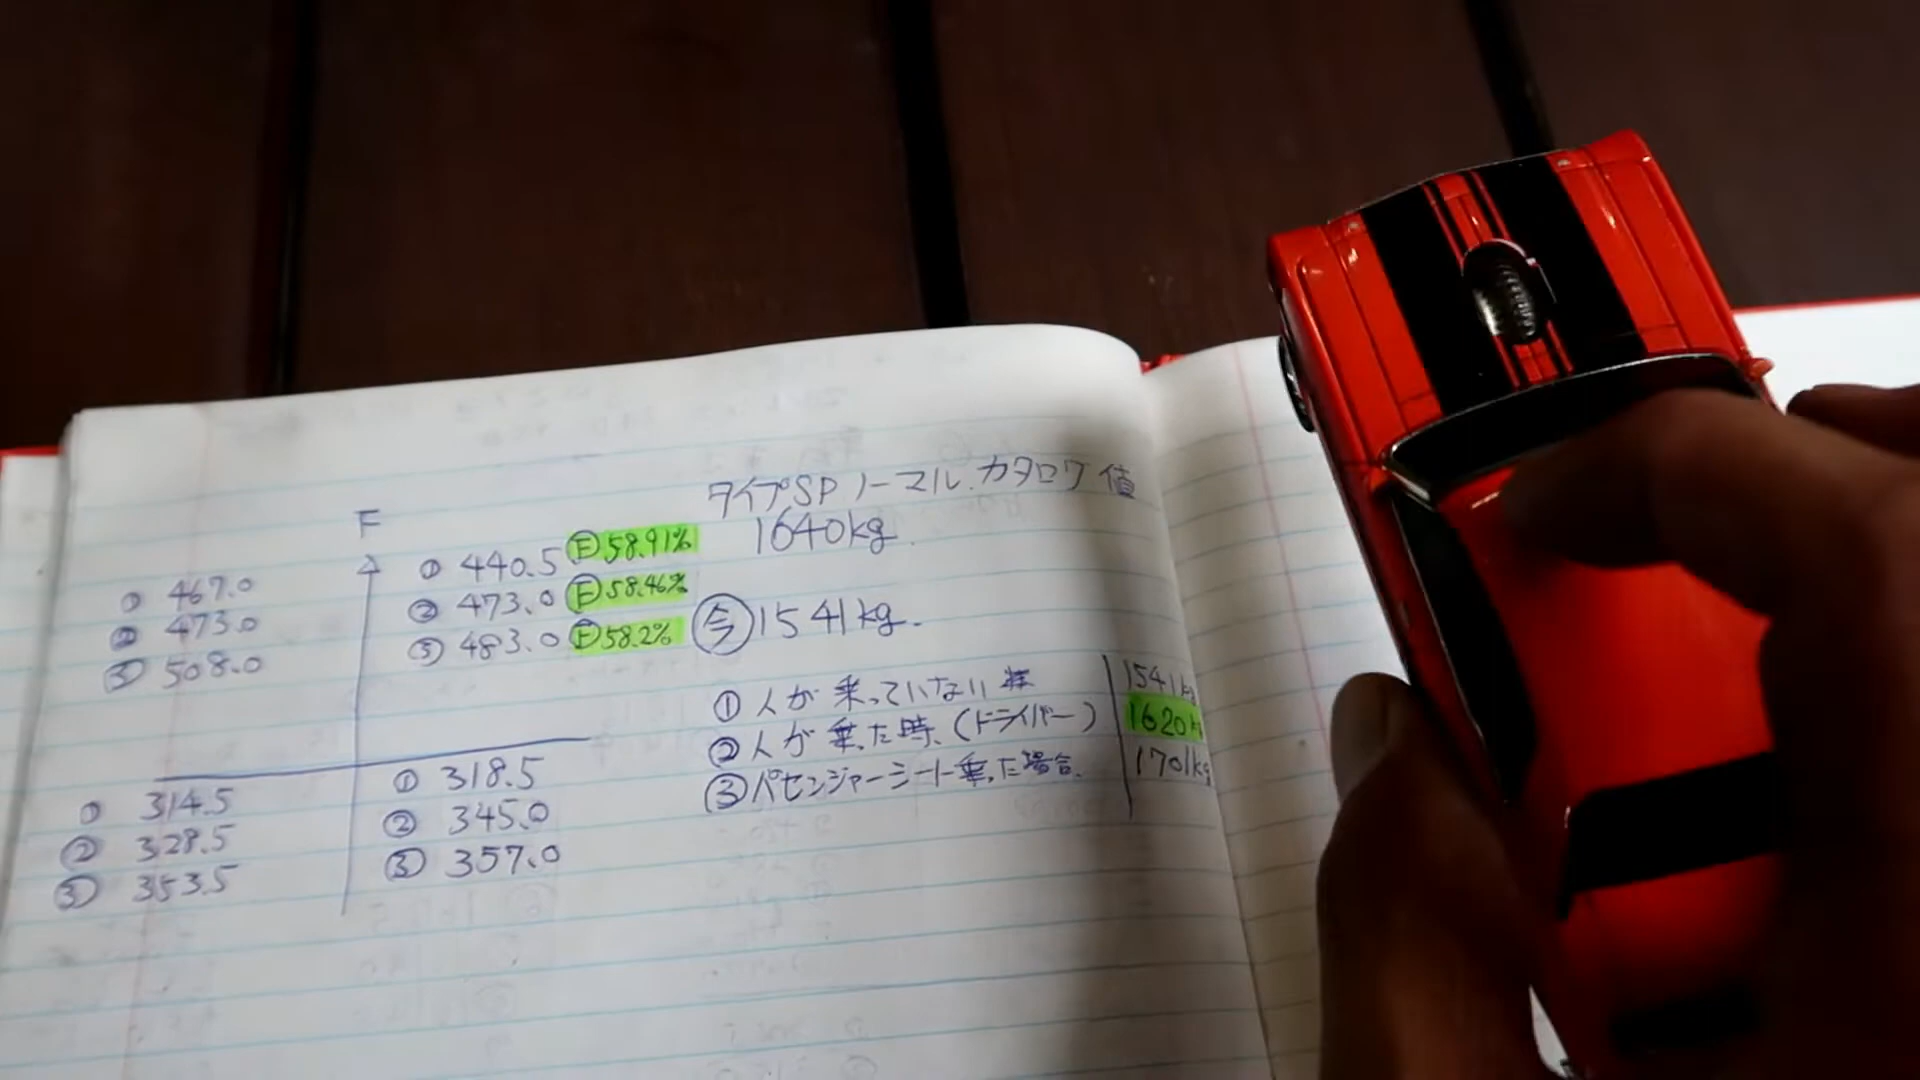 タイプSPノーマル.カタログ値
1640kg.
F
① 467.0
② 473.0
③ 508.0
① 440.5 Ⓕ58.91%
② 473.0 Ⓕ58.46%
③ 483.0 Ⓕ58.2%
㋿今 1541kg.
① 314.5
② 328.5
③ 353.5
① 318.5
② 345.0
③ 357.0
① 人が乗っていない 1541kg
② 人が乗った時、(ドライバー) 1620k
③ パセンジャーシート乗った場合. 1701kg